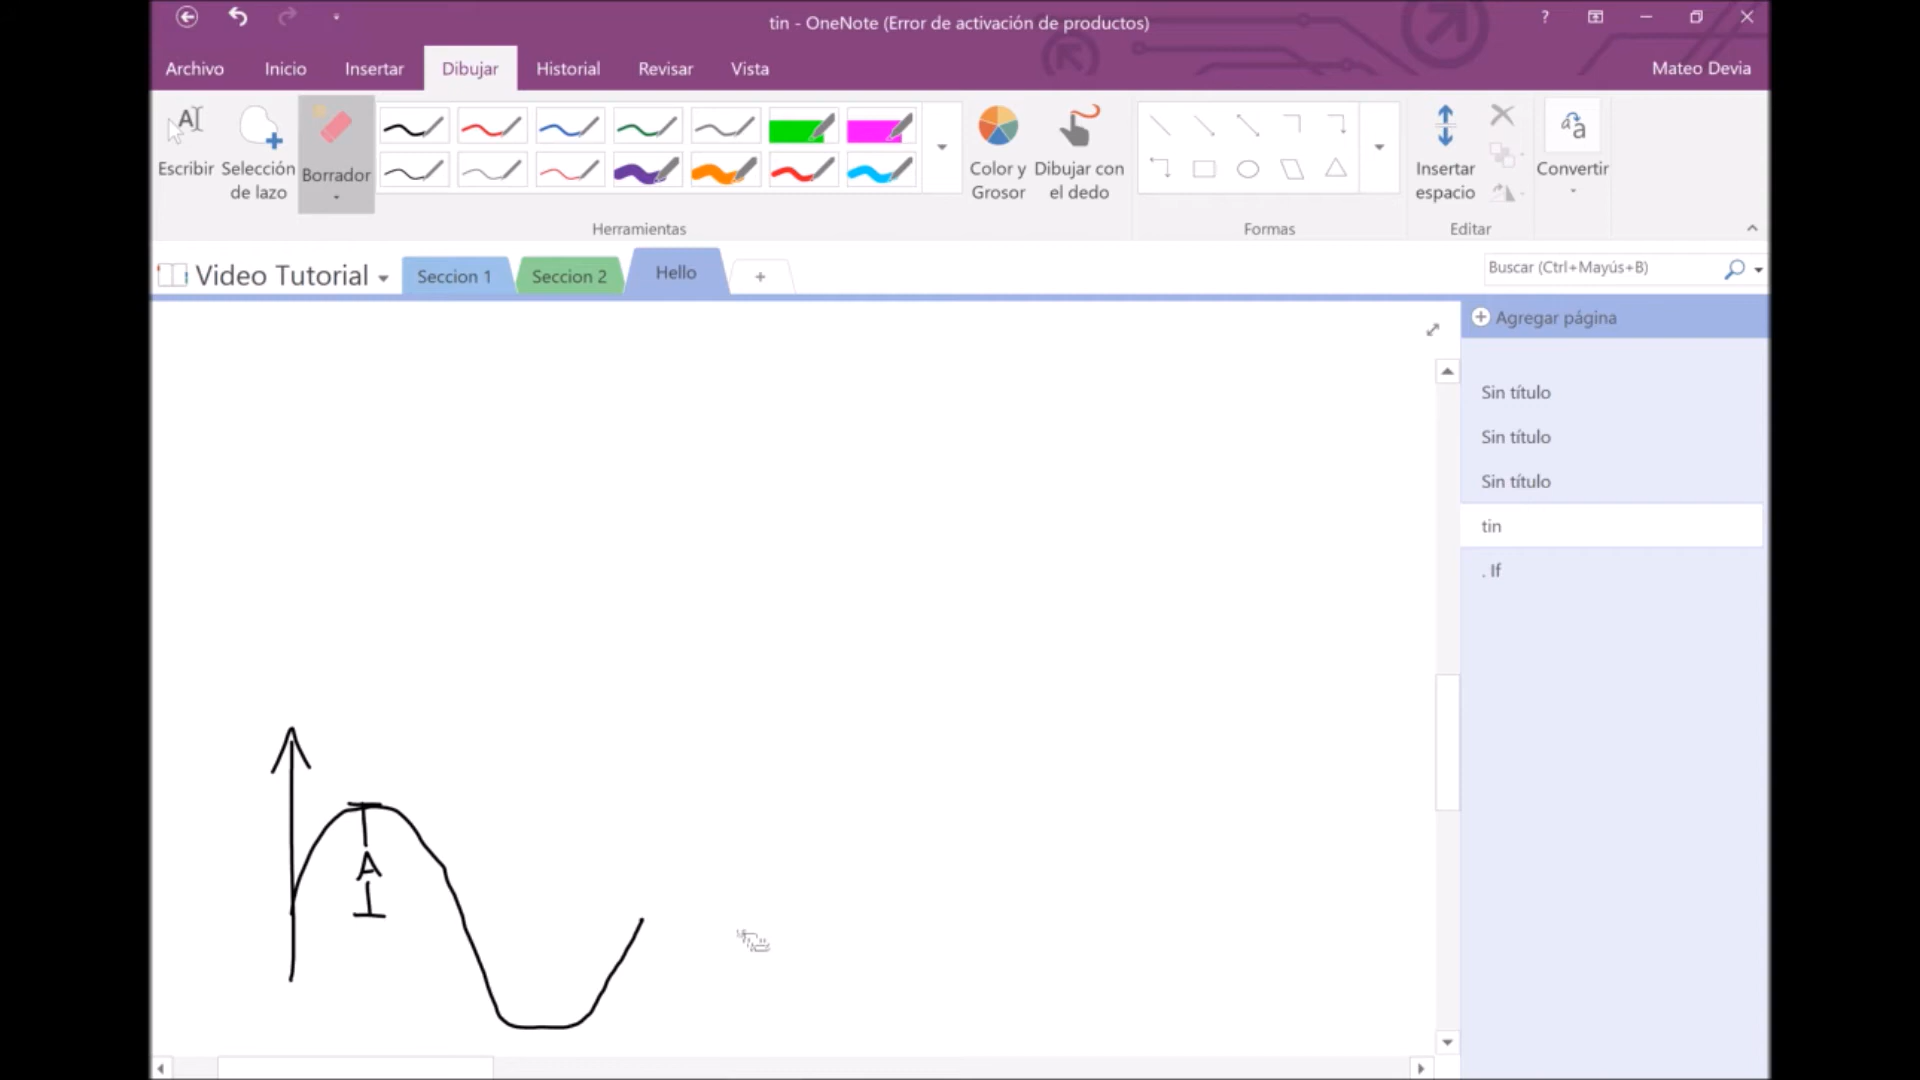 tin - OneNote (Error de activación de productos)
?
Archivo
Inicio
Insertar
Dibujar
Historial
Revisar
Vista
Mateo Devia
Escribir
Selección de lazo
Borrador
Color y Grosor
Dibujar con el dedo
Insertar espacio
Convertir
Herramientas
Formas
Editar
Video Tutorial
Seccion 1
Seccion 2
Hello
+
Buscar (Ctrl+Mayús+B)
Agregar página
Sin título
Sin título
Sin título
tin
. If
A